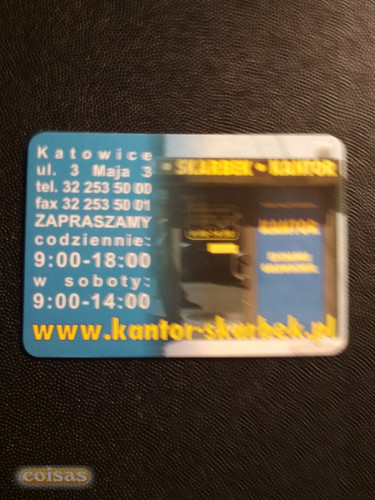 Katowice
ul. 3 Maja 3
tel. 32 253 50 00
fax 32 253 50 01
ZAPRASZAMY
codziennie:
9:00-18:00
w soboty:
9:00-14:00
SKARBEK - KANTOR
KANTOR
www.kantor-skarbek.pl
coisas